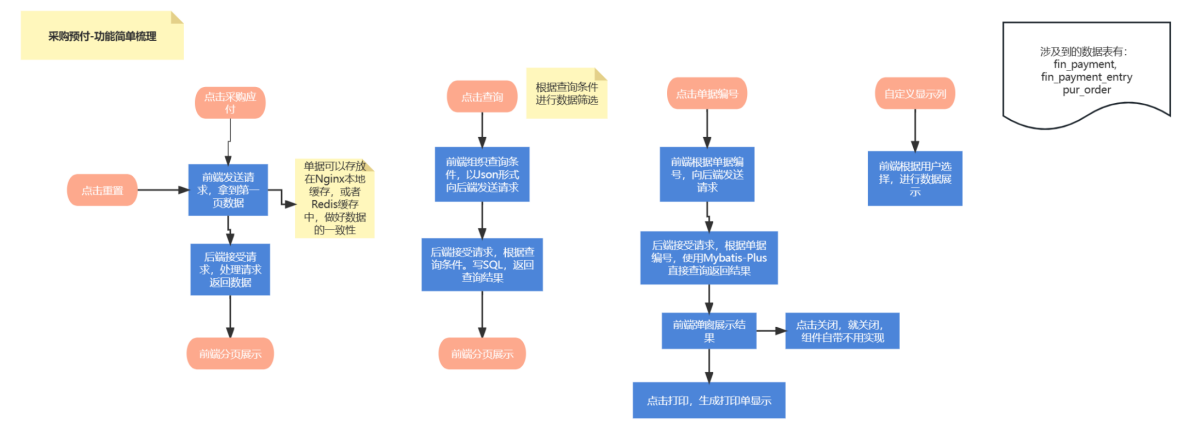 采购预付-功能简单梳理
点击采购应
付
点击重置
前端发送请
求，拿到第一
页数据
单据可以存放
在Nginx本地
缓存，或者
Redis缓存
中，做好数据
的一致性
后端接受请
求，处理请求
返回数据
前端分页展示
点击查询
根据查询条件
进行数据筛选
前端组织查询条
件，以Json形式
向后端发送请求
后端接受请求，根据查
询条件。写SQL，返回
查询结果
前端分页展示
点击单据编号
前端根据单据编
号，向后端发送
请求
后端接受请求，根据单据
编号，使用Mybatis-Plus
直接查询返回结果
前端弹窗展示结
果
点击关闭，就关闭，
组件自带不用实现
点击打印，生成打印单显示
自定义显示列
前端根据用户选
择，进行数据展
示
涉及到的数据表有：
fin_payment,
fin_payment_entry
pur_order